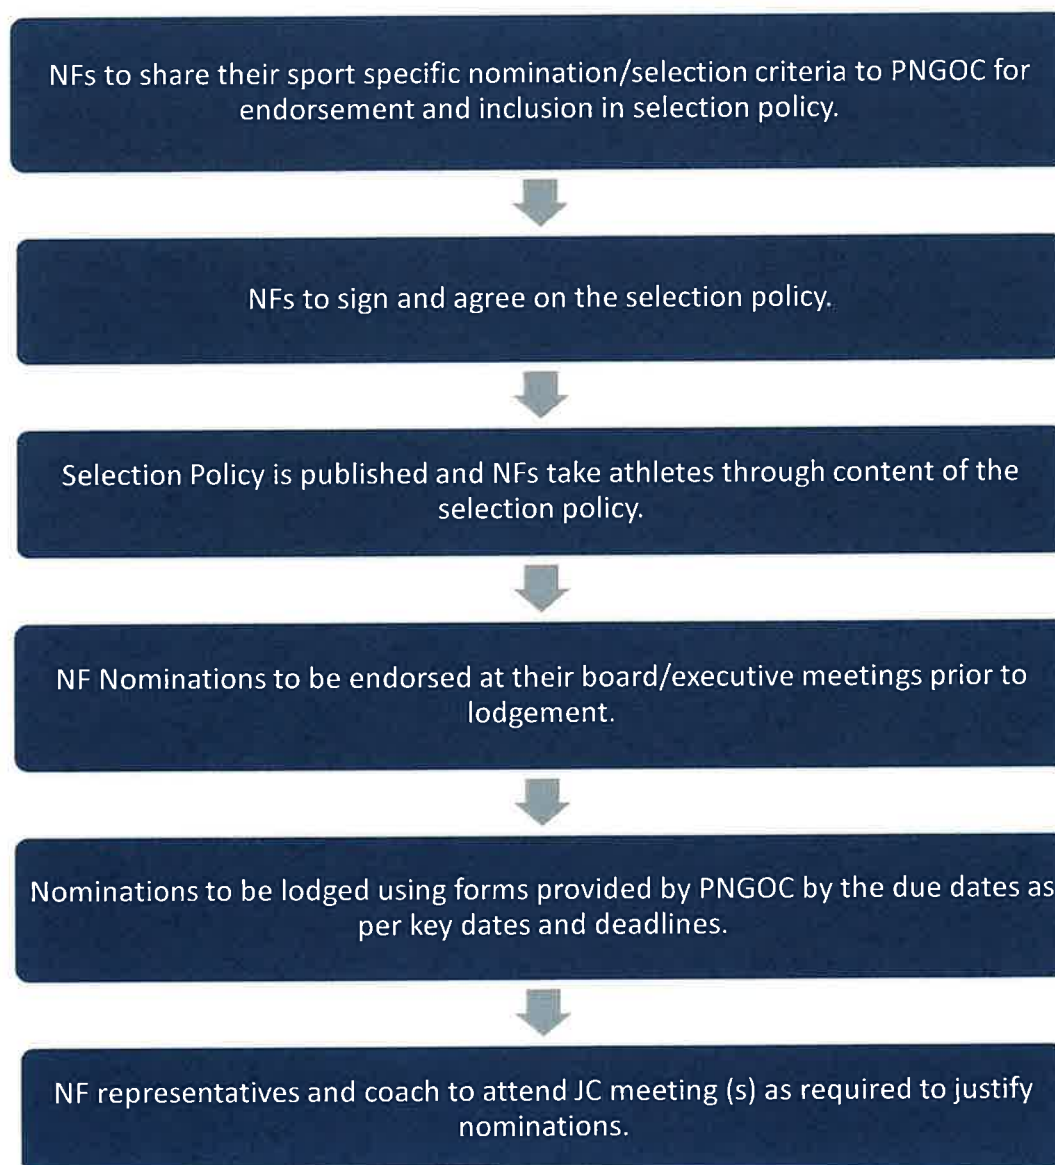 NFs to share their sport specific nomination/selection criteria to PNGOC for
endorsement and inclusion in selection policy.
NFs to sign and agree on the selection policy.
Selection Policy is published and NFs take athletes through content of the
selection policy.
NF Nominations to be endorsed at their board/executive meetings prior to
lodgement.
Nominations to be lodged using forms provided by PNGOC by the due dates as
per key dates and deadlines.
NF representatives and coach to attend JC meeting (s) as required to justify
nominations.